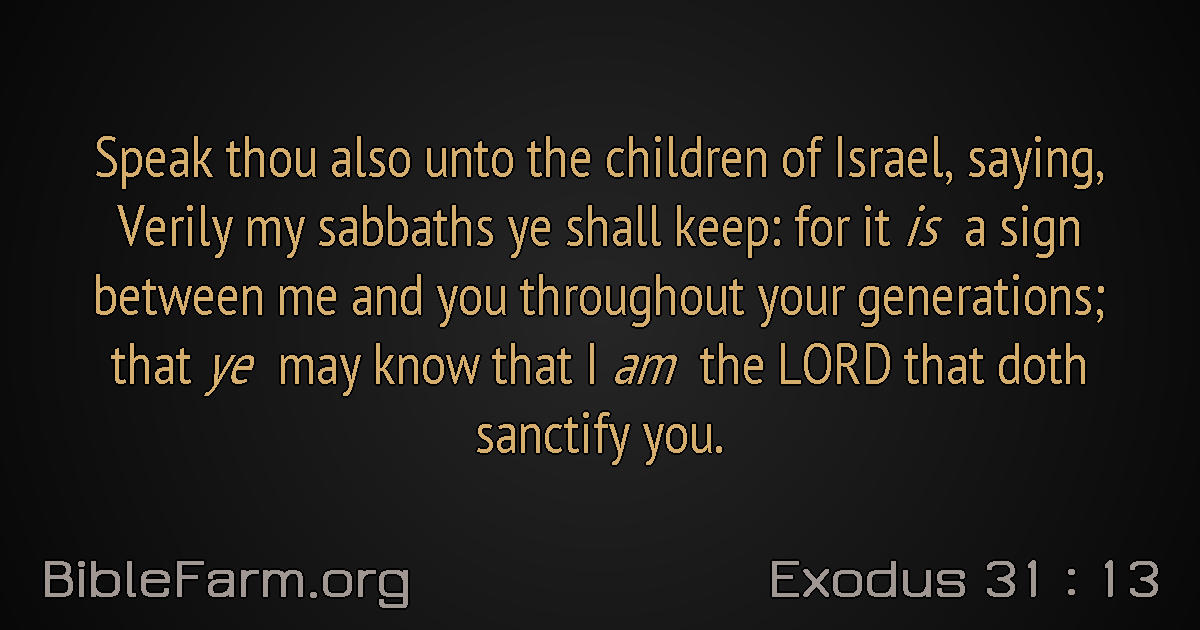 Speak thou also unto the children of Israel, saying,
Verily my sabbaths ye shall keep: for it is a sign
between me and you throughout your generations;
that ye may know that I am the LORD that doth
sanctify you.
BibleFarm.org
Exodus 31 : 13